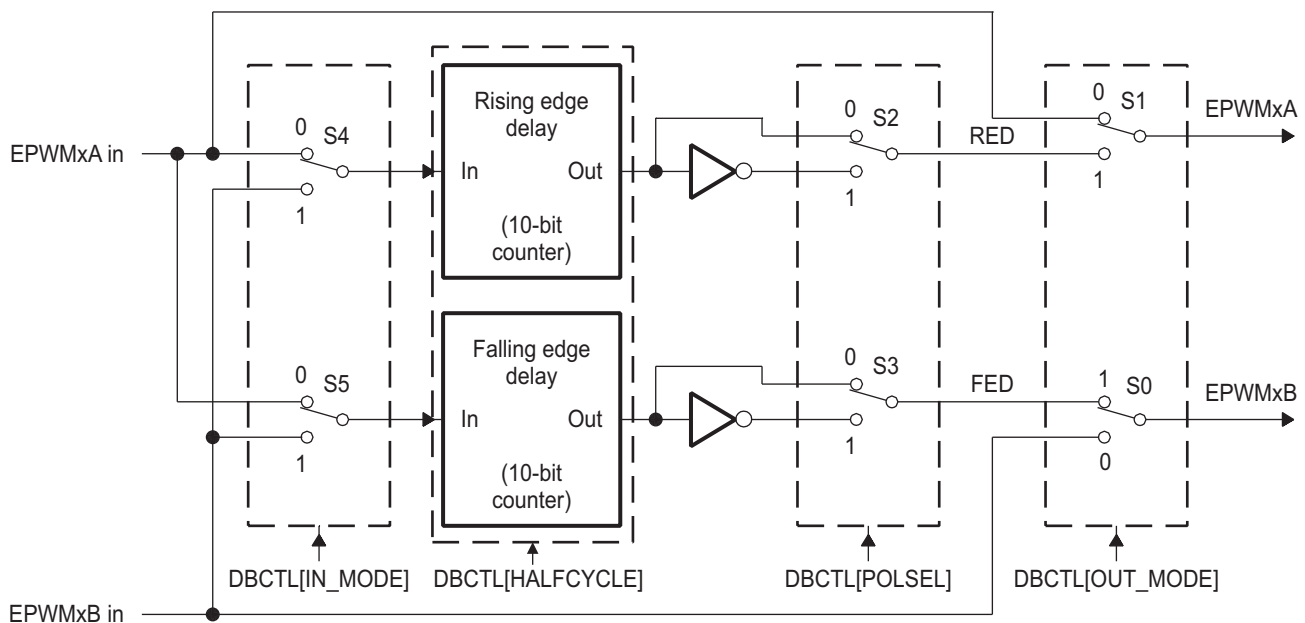 0
S1
EPWMxA
Rising edge
delay
0
S2
RED
0
S4
EPWMxA in
In
Out
1
1
1
(10-bit
counter)
Falling edge
delay
0
S3
FED
1
S0
EPWMxB
0
S5
In
Out
1
1
0
(10-bit
counter)
DBCTL[IN_MODE]
DBCTL[HALFCYCLE]
DBCTL[POLSEL]
DBCTL[OUT_MODE]
EPWMxB in